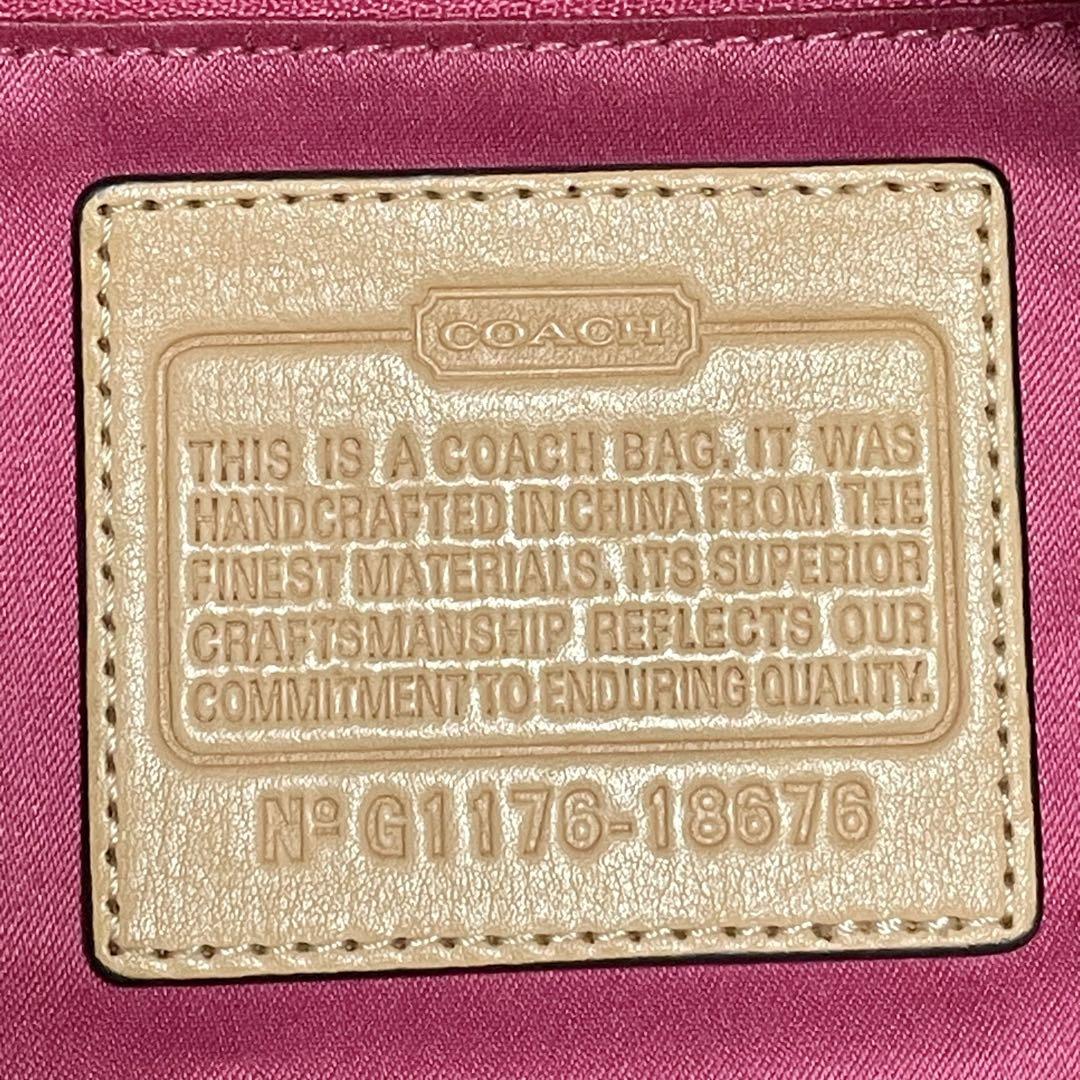 COACH
THIS IS A COACH BAG. IT WAS
HANDCRAFTED IN CHINA FROM THE
FINEST MATERIALS. ITS SUPERIOR
CRAFTSMANSHIP REFLECTS OUR
COMMITMENT TO ENDURING QUALITY.
Nº G1176-18676